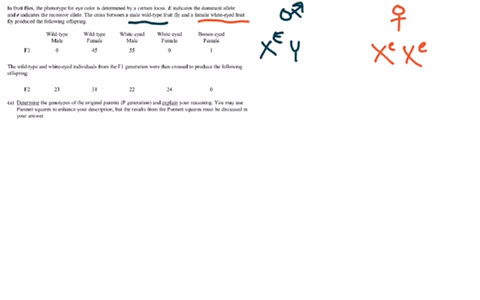 In fruit flies, the phenotype for eye color is determined by a certain locus. E indicates the dominant allele
and e indicates the recessive allele. The cross between a male wild-type fruit fly and a female white-eyed fruit
fly produced the following offspring.
Wild-type Male Wild-type Female White-eyed Male White-eyed Female Brown-eyed Female
F1 0 45 55 0 1
The wild-type and white-eyed individuals from the F1 generation were then crossed to produce the following
offspring.
F2 23 31 22 24 0
(a) Determine the genotypes of the original parents (P generation) and explain your reasoning. You may use
Punnett squares to enhance your description, but the results from the Punnett squares must be discussed in
your answer.
♂ ♀
X^E Y X^e X^e